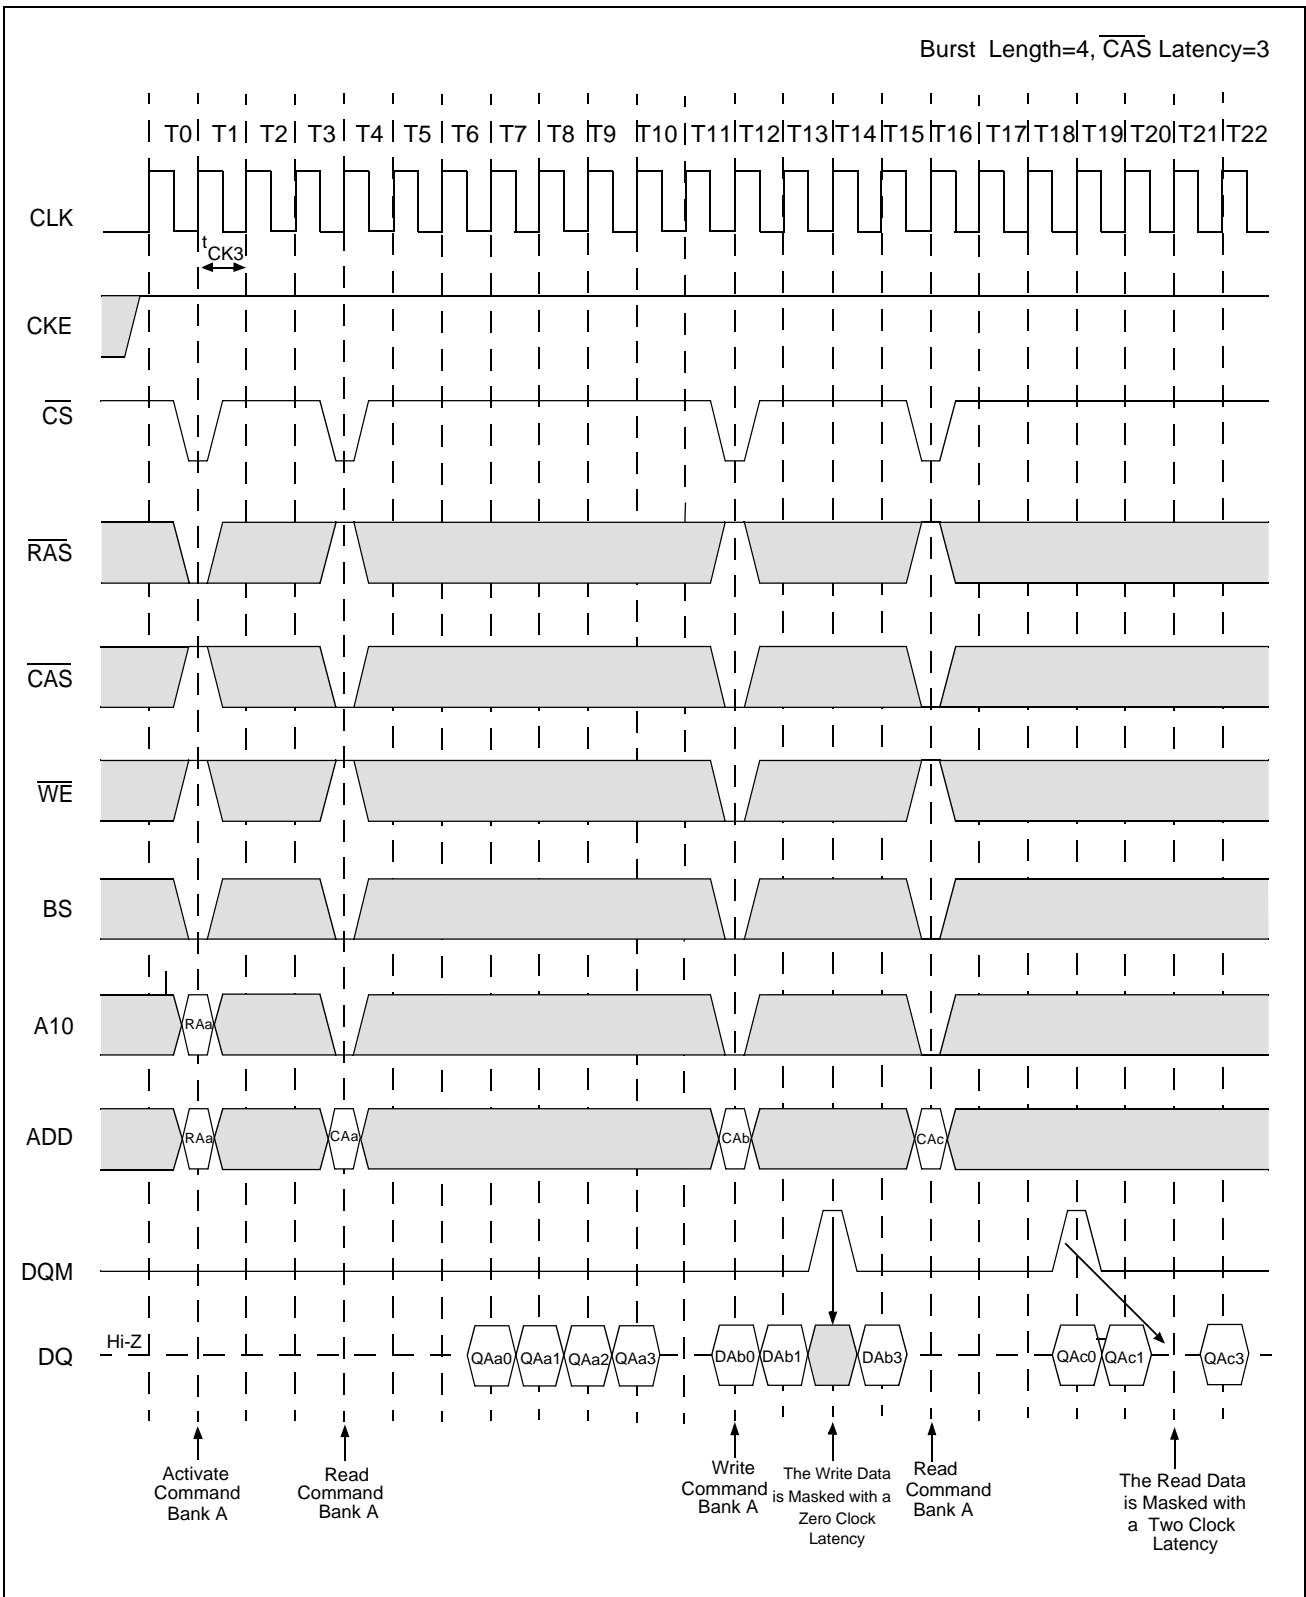 Burst Length=4, CAS Latency=3
T0 T1 T2 T3 T4 T5 T6 T7 T8 T9 T10 T11 T12 T13 T14 T15 T16 T17 T18 T19 T20 T21 T22
CLK
tCK3
CKE
CS
RAS
CAS
WE
BS
A10
RAa
ADD
RAa CAa CAb CAc
DQM
DQ
Hi-Z
QAa0 QAa1 QAa2 QAa3 DAb0 DAb1 DAb3 QAc0 QAc1 QAc3
Activate
Command
Bank A
Read
Command
Bank A
Write
Command
Bank A
The Write Data
is Masked with a
Zero Clock
Latency
Read
Command
Bank A
The Read Data
is Masked with
a Two Clock
Latency